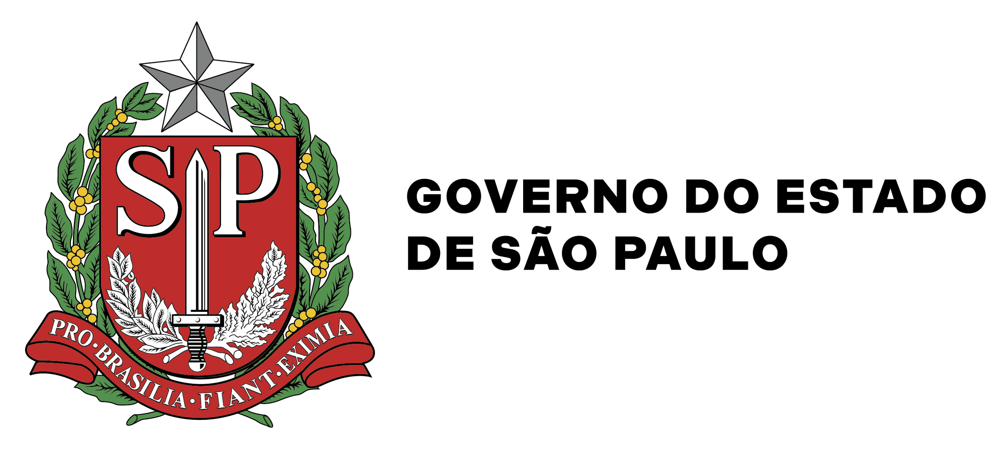 SP
PRO · BRASILIA · FIANT · EXIMIA
GOVERNO DO ESTADO
DE SÃO PAULO